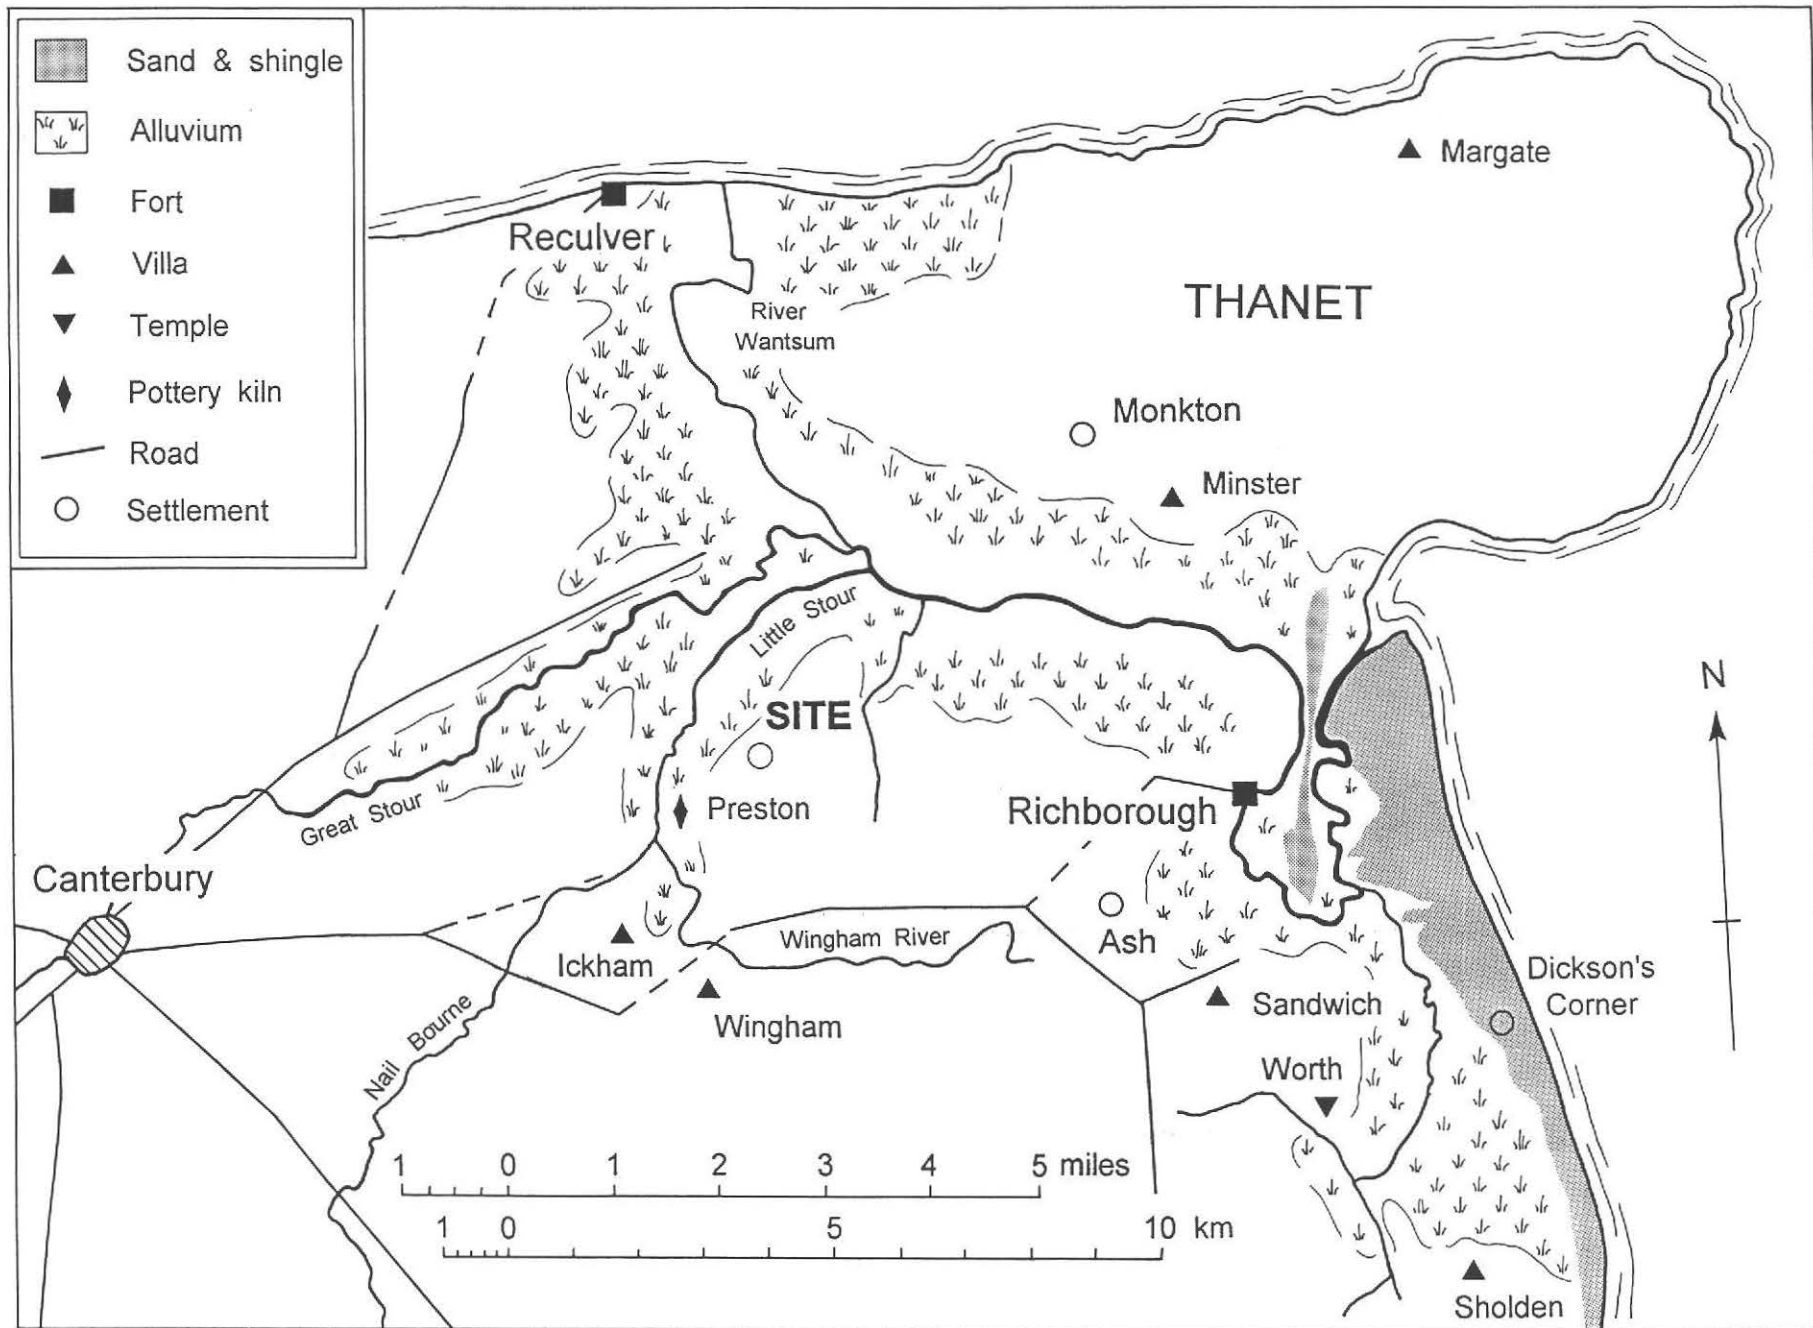 Sand & shingle
Alluvium
Fort
Villa
Temple
Pottery kiln
Road
Settlement
Margate
Reculver
THANET
River
Wantsum
Monkton
Minster
Little Stour
SITE
N
Great Stour
Preston
Richborough
Canterbury
Wingham River
Ash
Ickham
Dickson's
Corner
Sandwich
Wingham
Nail Bourne
Worth
1 0 1 2 3 4 5 miles
1 0 5 10 km
Sholden